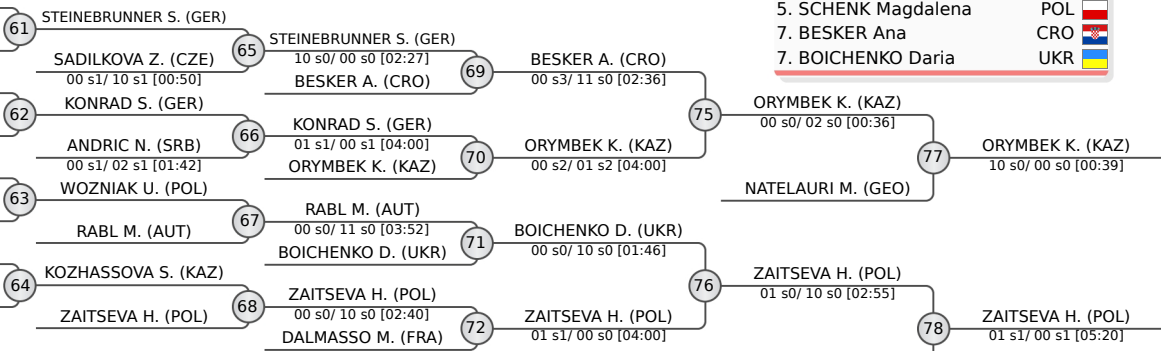 5. SCHENK Magdalena POL
7. BESKER Ana CRO
7. BOICHENKO Daria UKR
61
STEINEBRUNNER S. (GER)
SADILKOVA Z. (CZE)
00 s1/ 10 s1 [00:50]
62
KONRAD S. (GER)
ANDRIC N. (SRB)
00 s1/ 02 s1 [01:42]
63
WOZNIAK U. (POL)
RABL M. (AUT)
64
KOZHASSOVA S. (KAZ)
ZAITSEVA H. (POL)
65
STEINEBRUNNER S. (GER)
10 s0/ 00 s0 [02:27]
BESKER A. (CRO)
66
KONRAD S. (GER)
01 s1/ 00 s1 [04:00]
ORYMBEK K. (KAZ)
67
RABL M. (AUT)
00 s0/ 11 s0 [03:52]
BOICHENKO D. (UKR)
68
ZAITSEVA H. (POL)
00 s0/ 10 s0 [02:40]
DALMASSO M. (FRA)
69
BESKER A. (CRO)
00 s3/ 11 s0 [02:36]
70
ORYMBEK K. (KAZ)
00 s2/ 01 s2 [04:00]
71
BOICHENKO D. (UKR)
00 s0/ 10 s0 [01:46]
72
ZAITSEVA H. (POL)
01 s1/ 00 s0 [04:00]
75
ORYMBEK K. (KAZ)
00 s0/ 02 s0 [00:36]
NATELAURI M. (GEO)
76
ZAITSEVA H. (POL)
01 s0/ 10 s0 [02:55]
77
ORYMBEK K. (KAZ)
10 s0/ 00 s0 [00:39]
78
ZAITSEVA H. (POL)
01 s1/ 00 s1 [05:20]